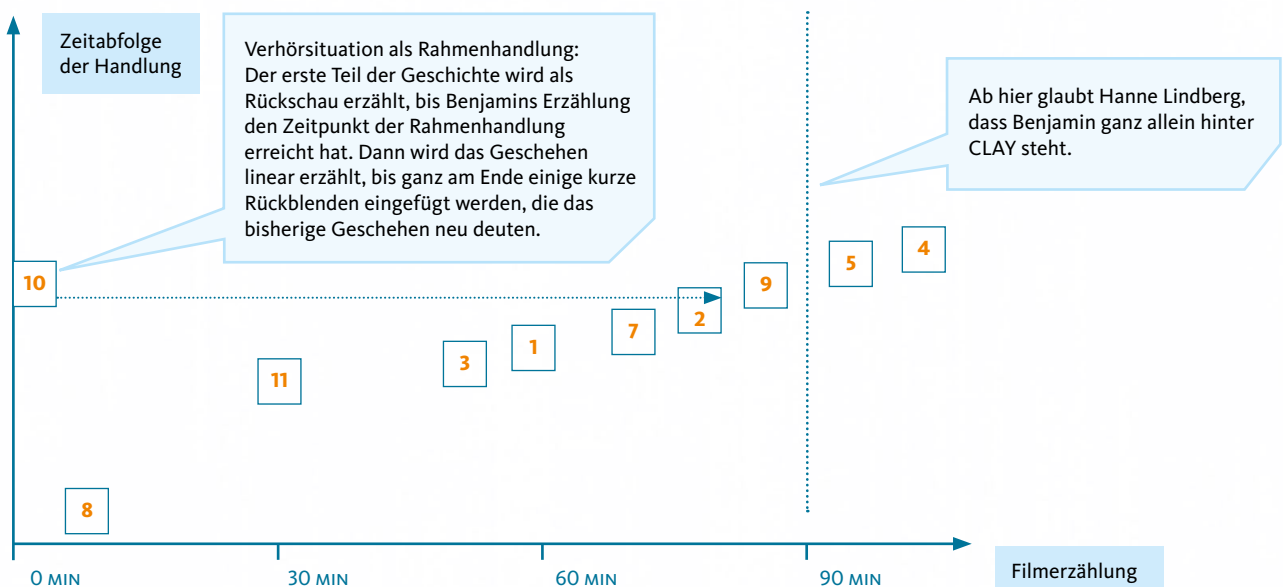 Zeitabfolge
der Handlung
Verhörsituation als Rahmenhandlung:
Der erste Teil der Geschichte wird als
Rückschau erzählt, bis Benjamins Erzählung
den Zeitpunkt der Rahmenhandlung
erreicht hat. Dann wird das Geschehen
linear erzählt, bis ganz am Ende einige kurze
Rückblenden eingefügt werden, die das
bisherige Geschehen neu deuten.
Ab hier glaubt Hanne Lindberg,
dass Benjamin ganz allein hinter
CLAY steht.
10
8
11
3
1
7
2
9
5
4
0 MIN
30 MIN
60 MIN
90 MIN
Filmerzählung